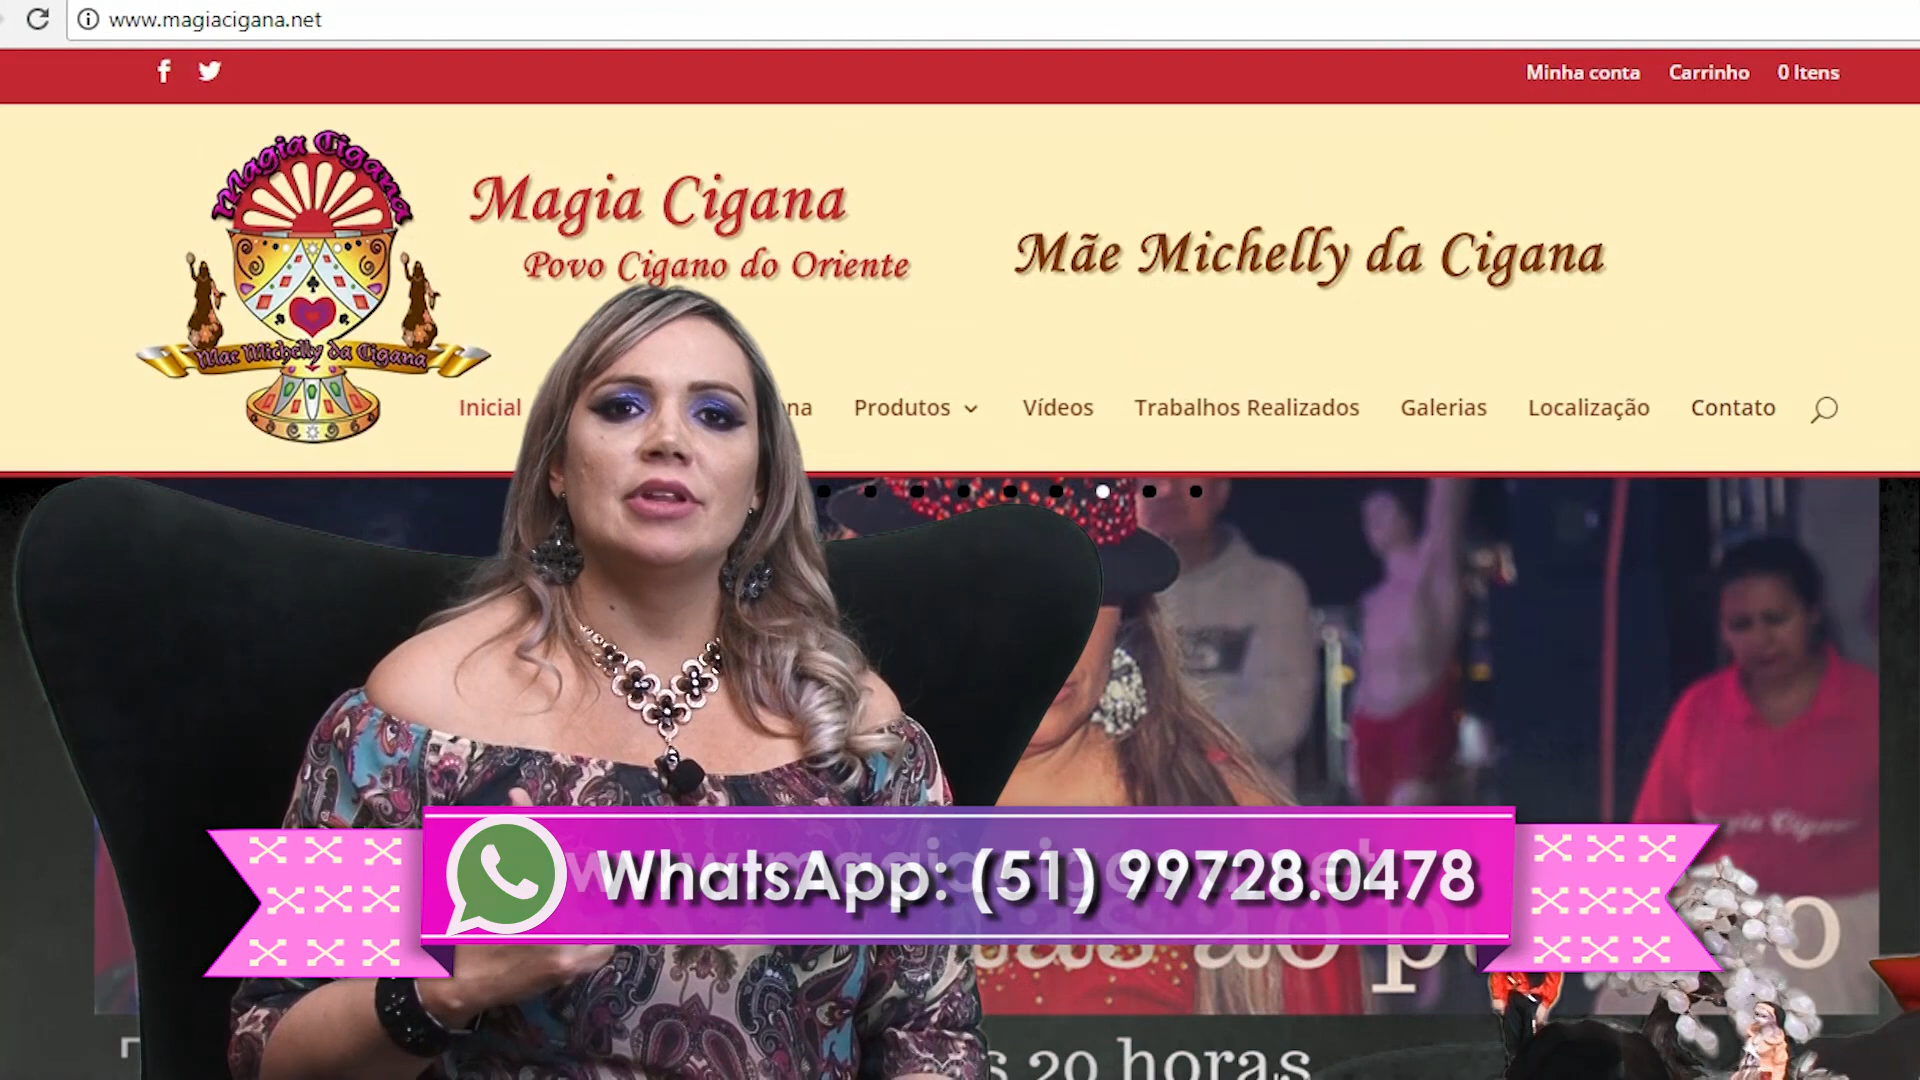 www.magiacigana.net
Minha conta
Carrinho
0 Itens
Magia Cigana
Mae Michelly da Cigana
Magia Cigana
Povo Cigano do Oriente
Mãe Michelly da Cigana
Inicial
Produtos
Vídeos
Trabalhos Realizados
Galerias
Localização
Contato
WhatsApp: (51) 99728.0478
20 horas